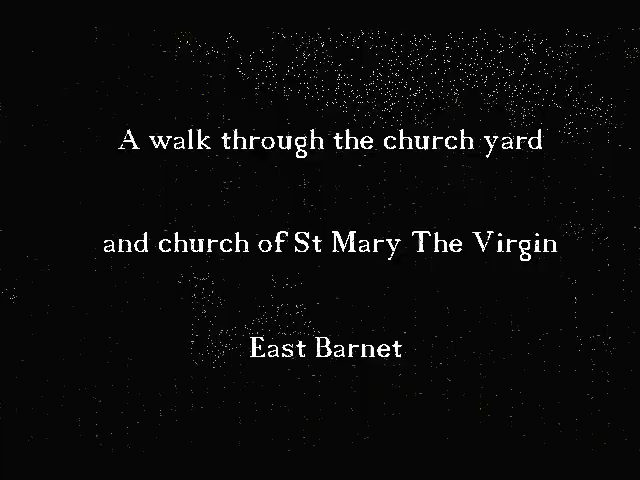 A walk through the church yard
and church of St Mary The Virgin
East Barnet